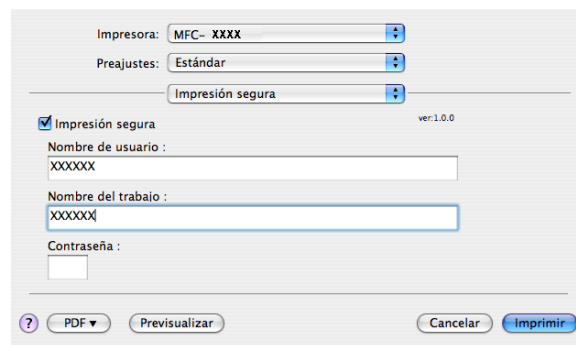 Impresora: MFC- XXXX
Preajustes: Estándar
Impresión segura
Impresión segura
ver:1.0.0
Nombre de usuario :
XXXXXX
Nombre del trabajo :
XXXXXX
Contraseña :
? PDF Previsualizar Cancelar Imprimir